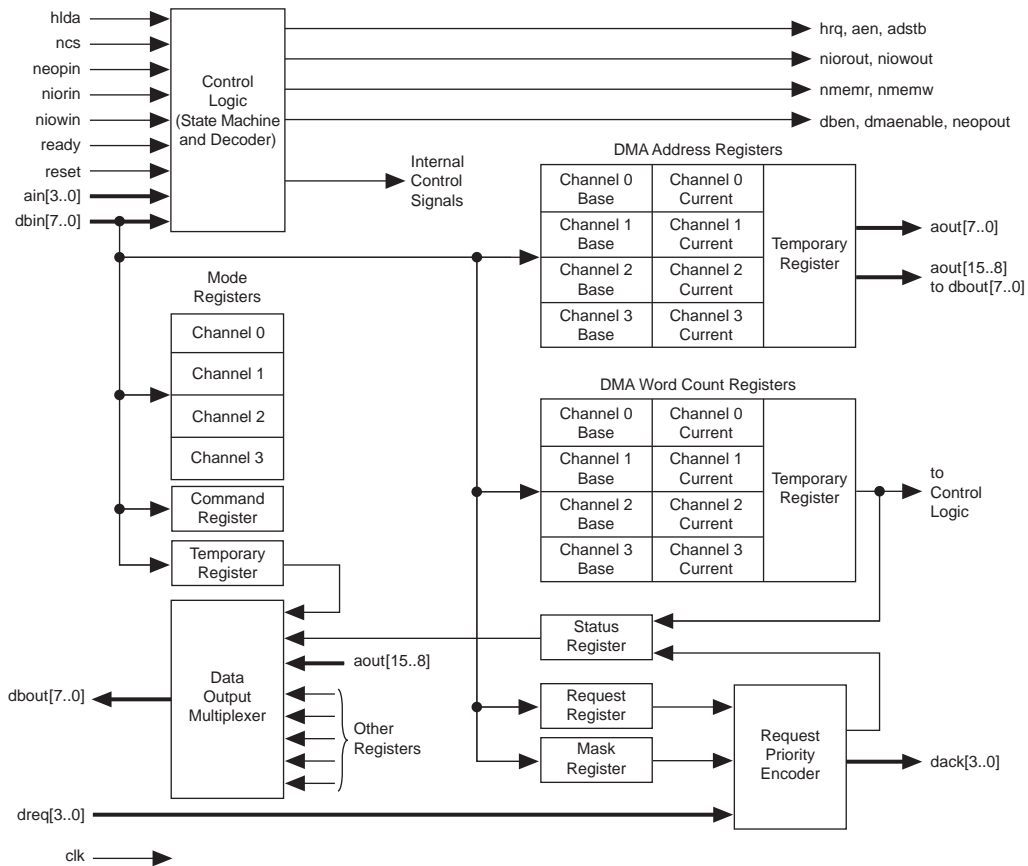 hlda
ncs
neopin
niorin
niowin
ready
reset
ain[3..0]
dbin[7..0]
Control
Logic
(State Machine
and Decoder)
hrq, aen, adstb
niorout, niowout
nmemr, nmemw
dben, dmaenable, neopout
Internal
Control
Signals
DMA Address Registers
Channel 0
Base
Channel 0
Current
Channel 1
Base
Channel 1
Current
Channel 2
Base
Channel 2
Current
Channel 3
Base
Channel 3
Current
Temporary
Register
aout[7..0]
aout[15..8]
to dbout[7..0]
Mode
Registers
Channel 0
Channel 1
Channel 2
Channel 3
Command
Register
Temporary
Register
DMA Word Count Registers
Channel 0
Base
Channel 0
Current
Channel 1
Base
Channel 1
Current
Channel 2
Base
Channel 2
Current
Channel 3
Base
Channel 3
Current
Temporary
Register
to
Control
Logic
Data
Output
Multiplexer
dbout[7..0]
aout[15..8]
Other
Registers
Status
Register
Request
Register
Mask
Register
Request
Priority
Encoder
dack[3..0]
dreq[3..0]
clk